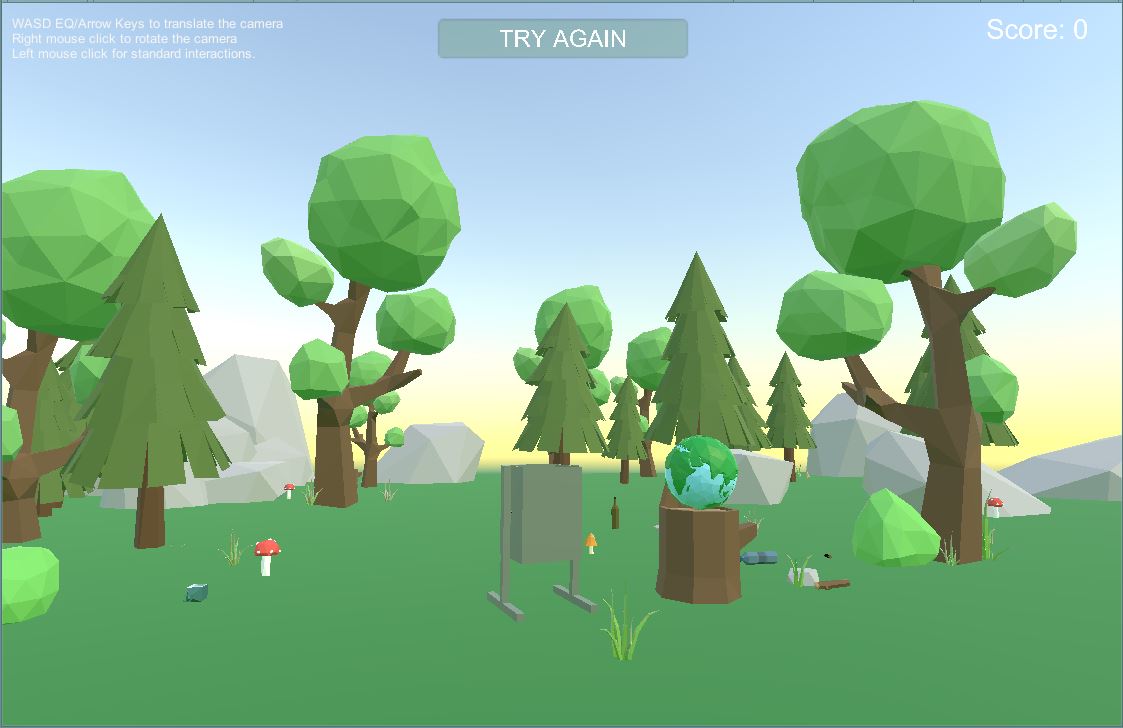 WASD EQ/Arrow Keys to translate the camera
Right mouse click to rotate the camera
Left mouse click for standard interactions.
TRY AGAIN
Score: 0